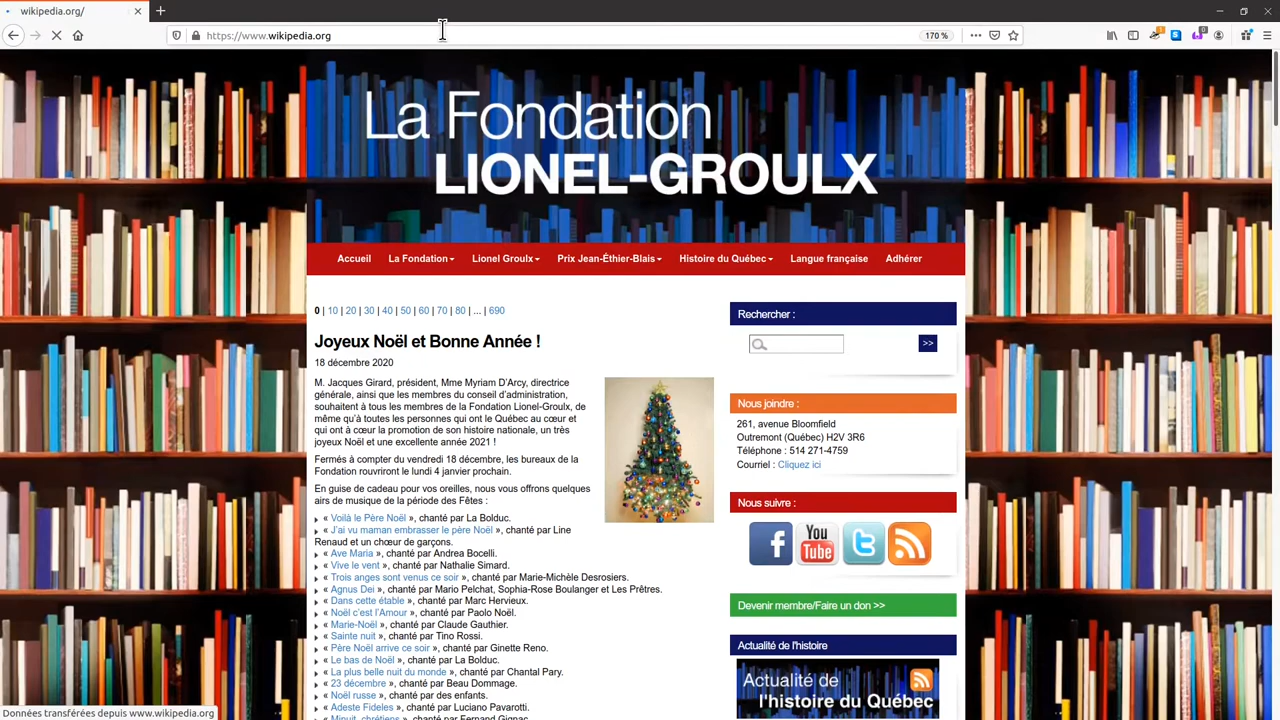 wikipedia.org/
https://www.wikipedia.org
170 %
La Fondation
LIONEL-GROULX
Accueil La Fondation Lionel Groulx Prix Jean-Éthier-Blais Histoire du Québec Langue française Adhérer
0 | 10 | 20 | 30 | 40 | 50 | 60 | 70 | 80 | ... | 690
Joyeux Noël et Bonne Année !
18 décembre 2020
M. Jacques Girard, président, Mme Myriam D'Arcy, directrice
générale, ainsi que les membres du conseil d'administration,
souhaitent à tous les membres de la Fondation Lionel-Groulx, de
même qu'à toutes les personnes qui ont le Québec au cœur et
qui ont à cœur la promotion de son histoire nationale, un très
joyeux Noël et une excellente année 2021 !
Fermés à compter du vendredi 18 décembre, les bureaux de la
Fondation rouvriront le lundi 4 janvier prochain.
En guise de cadeau pour vos oreilles, nous vous offrons quelques
airs de musique de la période des Fêtes :
« Voilà le Père Noël », chanté par La Bolduc.
« J'ai vu maman embrasser le père Noël », chanté par Line
Renaud et un chœur de garçons.
« Ave Maria », chanté par Andrea Bocelli.
« Vive le vent », chanté par Nathalie Simard.
« Trois anges sont venus ce soir », chanté par Marie-Michèle Desrosiers.
« Agnus Dei », chanté par Mario Pelchat, Sophia-Rose Boulanger et Les Prêtres.
« Dans cette étable », chanté par Marc Hervieux.
« Noël c'est l'Amour », chanté par Paolo Noël.
« Marie-Noël », chanté par Claude Gauthier.
« Sainte nuit », chanté par Tino Rossi.
« Père Noël arrive ce soir », chanté par Ginette Reno.
« Le bas de Noël », chanté par La Bolduc.
« La plus belle nuit du monde », chanté par Chantal Pary.
« 23 décembre », chanté par Beau Dommage.
« Noël russe », chanté par des enfants.
« Adeste Fideles », chanté par Luciano Pavarotti.
« Minuit, chrétiens », chanté par Fernand Gignac.
Rechercher :
>>
Nous joindre :
261, avenue Bloomfield
Outremont (Québec) H2V 3R6
Téléphone : 514 271-4759
Courriel : Cliquez ici
Nous suivre :
You
Tube
Devenir membre/Faire un don >>
Actualité de l'histoire
Actualité de
l'histoire du Québec
Données transférées depuis www.wikipedia.org